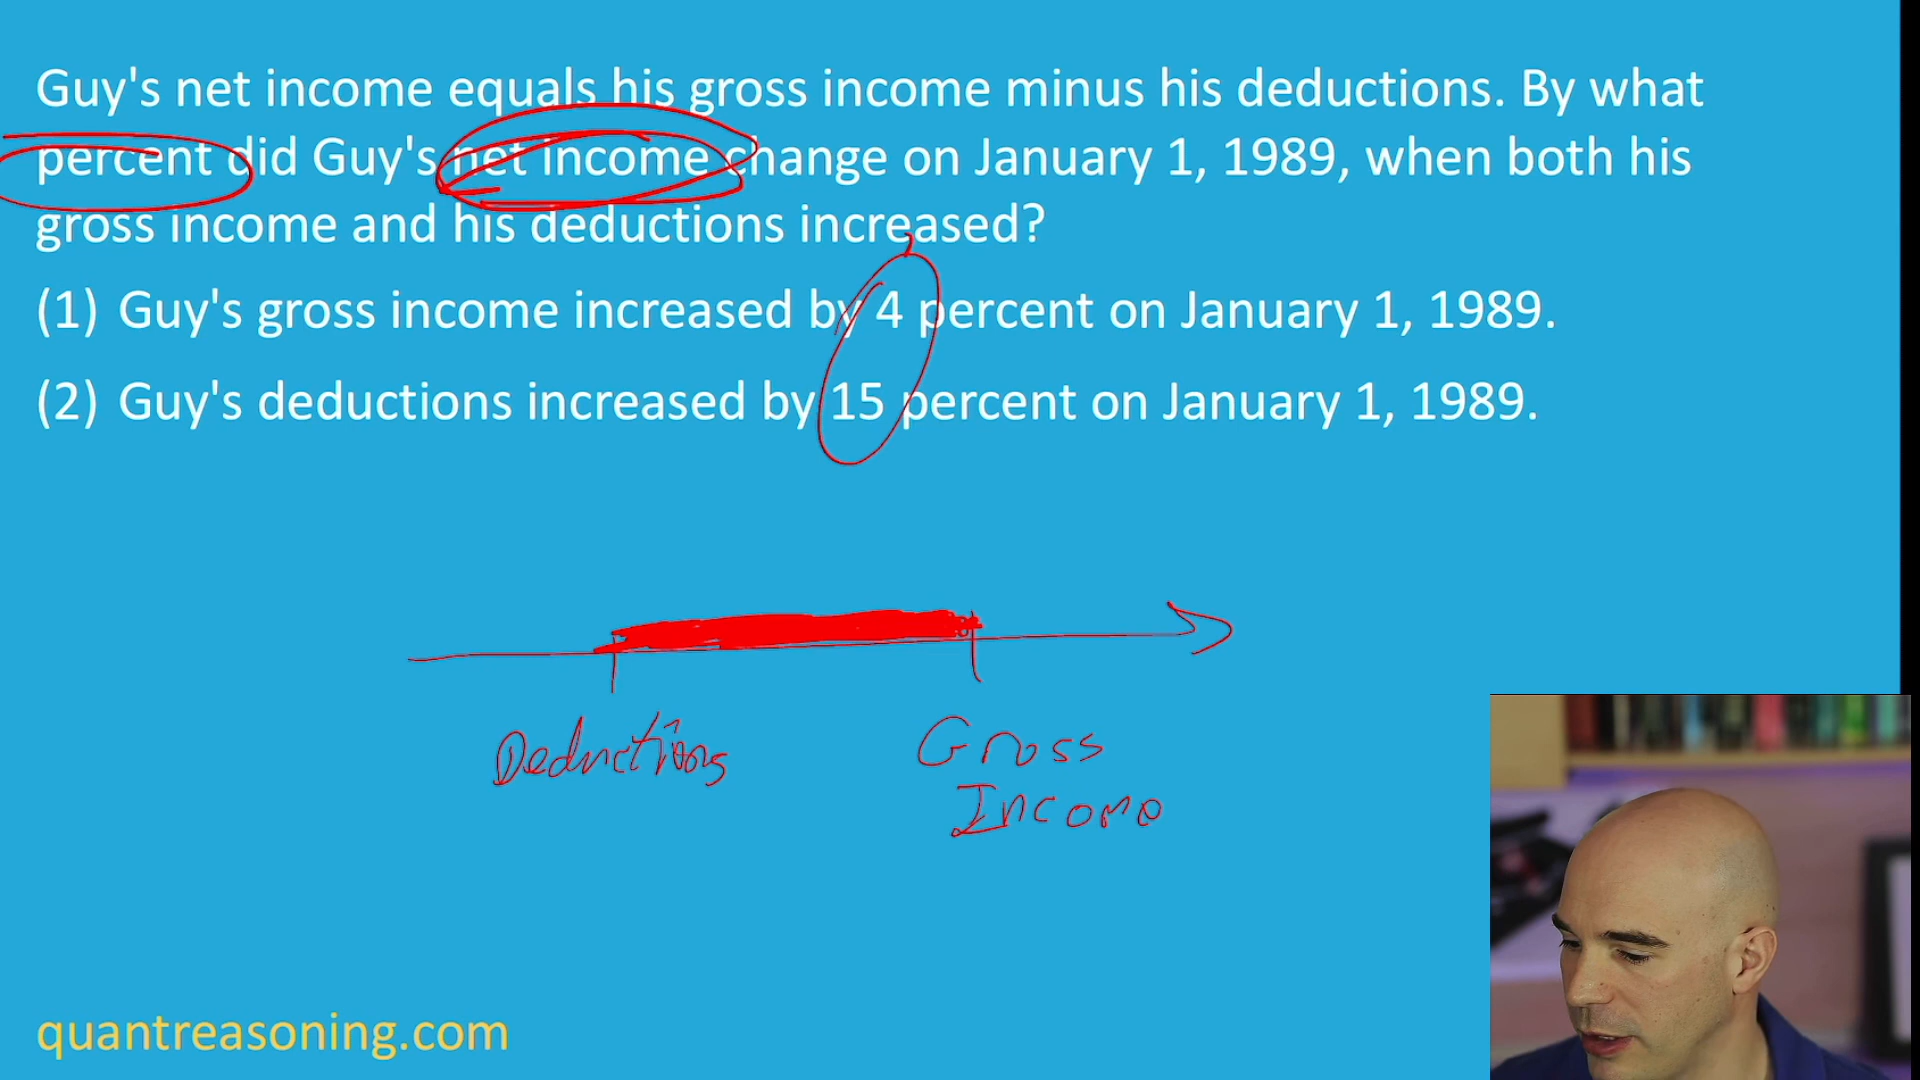 Guy's net income equals his gross income minus his deductions. By what
percent did Guy's net income change on January 1, 1989, when both his
gross income and his deductions increased?
(1) Guy's gross income increased by 4 percent on January 1, 1989.
(2) Guy's deductions increased by 15 percent on January 1, 1989.
Deductions
Gross
Income
quantreasoning.com